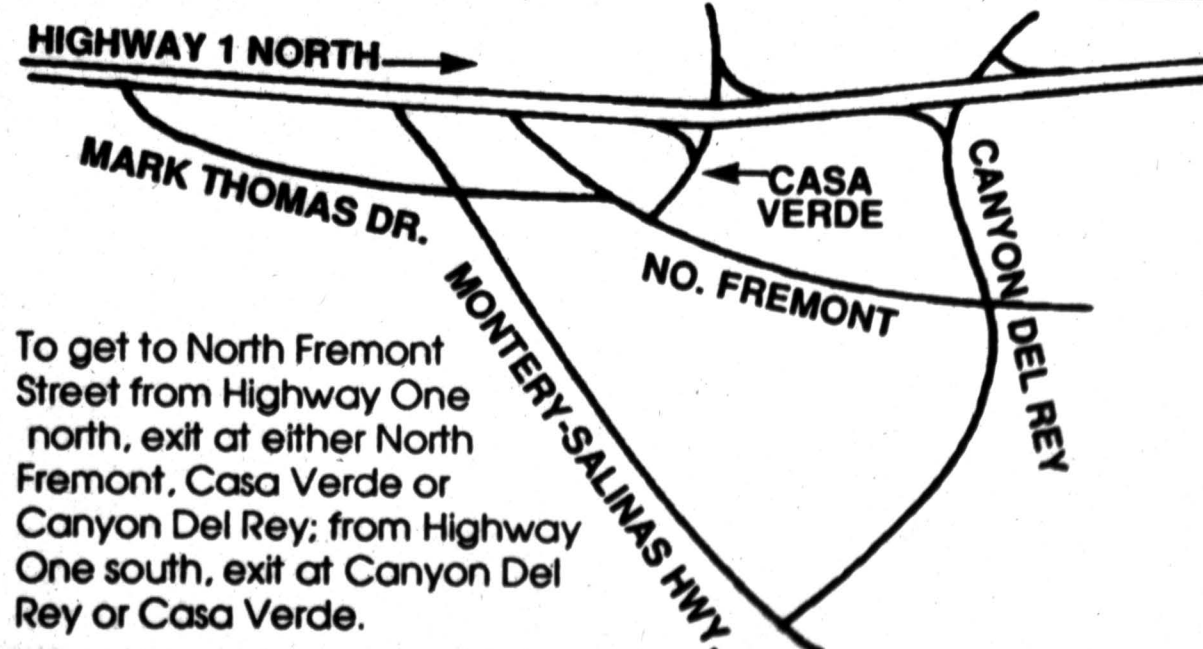 HIGHWAY 1 NORTH
MARK THOMAS DR.
CASA
VERDE
CANYON DEL REY
NO. FREMONT
MONTERY-SALINAS HWY.
To get to North Fremont
Street from Highway One
north, exit at either North
Fremont, Casa Verde or
Canyon Del Rey; from Highway
One south, exit at Canyon Del
Rey or Casa Verde.